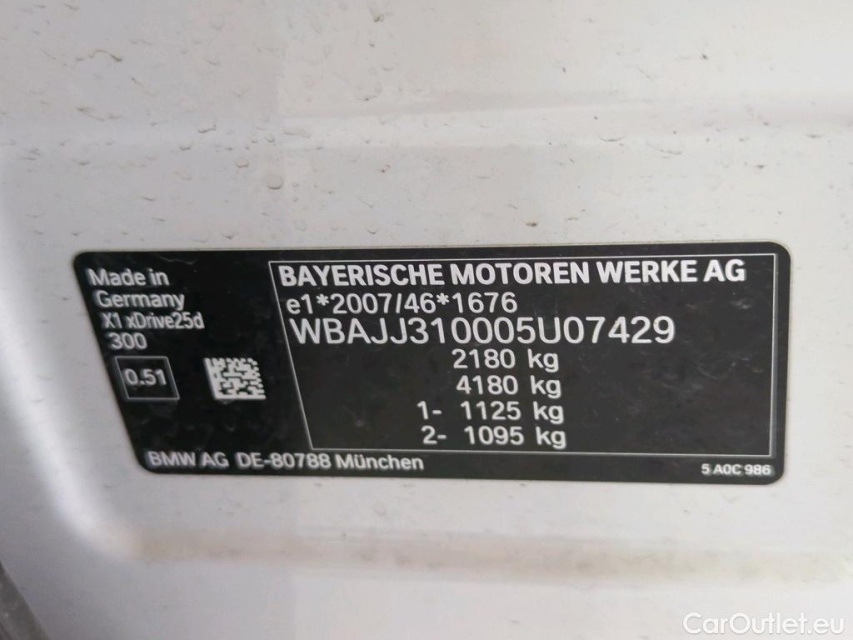 Made in
Germany
X1 xDrive25d
300
0.51
BAYERISCHE MOTOREN WERKE AG
e1*2007/46*1676
WBAJJ310005U07429
2180 kg
4180 kg
1- 1125 kg
2- 1095 kg
BMW AG DE-80788 München
5 A0C 986
CarOutlet.eu